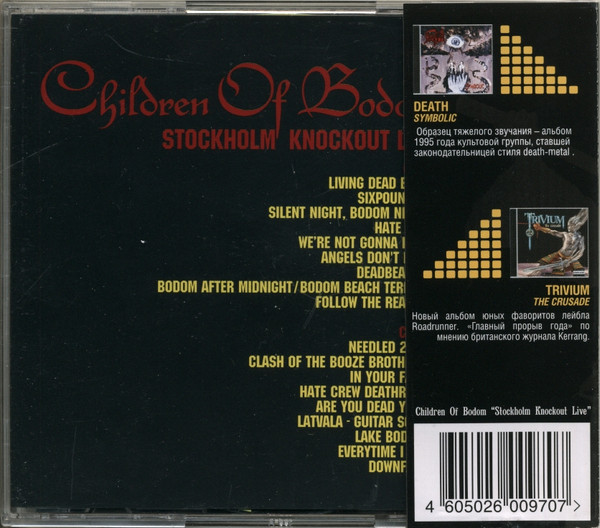 Children Of Bodo
STOCKHOLM KNOCKOUT L
LIVING DEAD B
SIXPOUN
SILENT NIGHT, BODOM NI
HATE
WE'RE NOT GONNA
ANGELS DON'T
DEADBEA
BODOM AFTER MIDNIGHT/BODOM BEACH TER
FOLLOW THE REA
C
NEEDLED 2
CLASH OF THE BOOZE BROTH
IN YOUR F
HATE CREW DEATHR
ARE YOU DEAD Y
LATVALA - GUITAR SO
LAKE BOD
EVERYTIME I
DOWNF
DEATH
SYMBOLIC
Образец тяжелого звучания – альбом
1995 года культовой группы, ставшей
законодательницей стиля death-metal .
TRIVIUM
TRIVIUM
THE CRUSADE
Новый альбом юных фаворитов лейбла
Roadrunner. «Главный прорыв года» по
мнению британского журнала Kerrang.
Children Of Bodom "Stockholm Knockout Live"
4 605026 009707 >